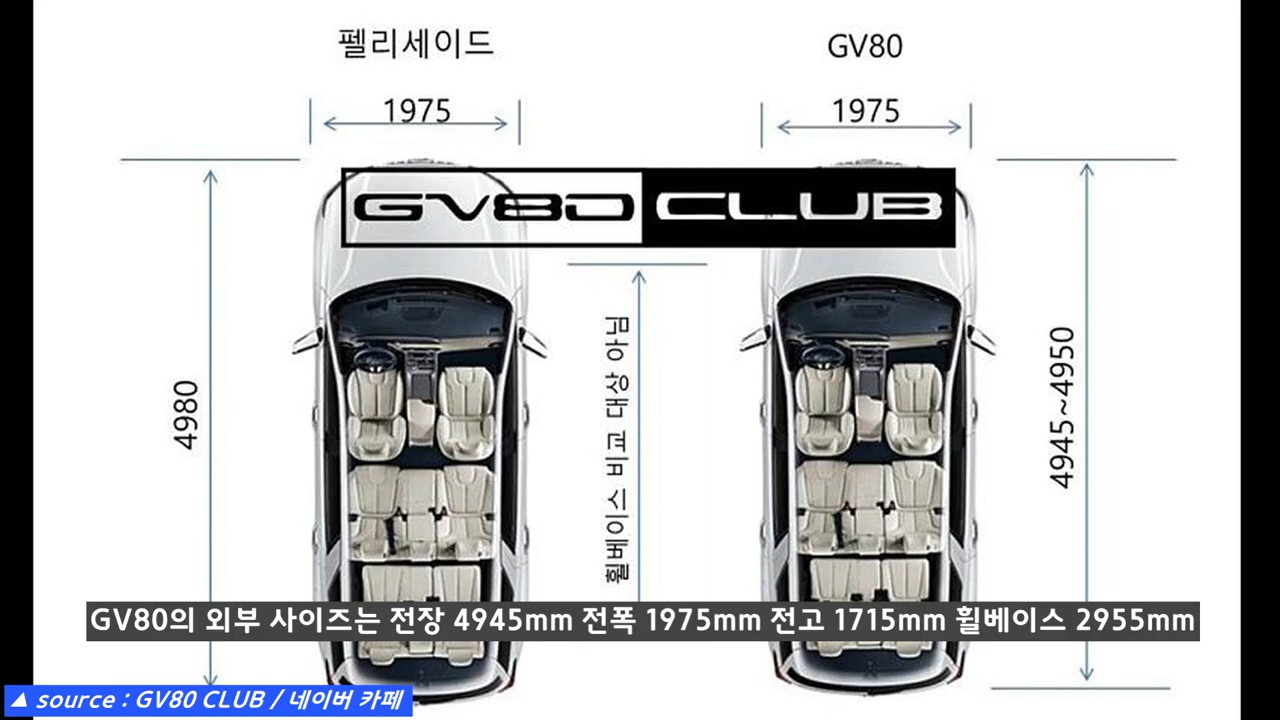 펠리세이드
GV80
1975
1975
GV80 CLUB
4980
휠베이스 비교 대상 아님
4945~4950
GV80의 외부 사이즈는 전장 4945mm 전폭 1975mm 전고 1715mm 휠베이스 2955mm
▲ source : GV80 CLUB / 네이버 카페